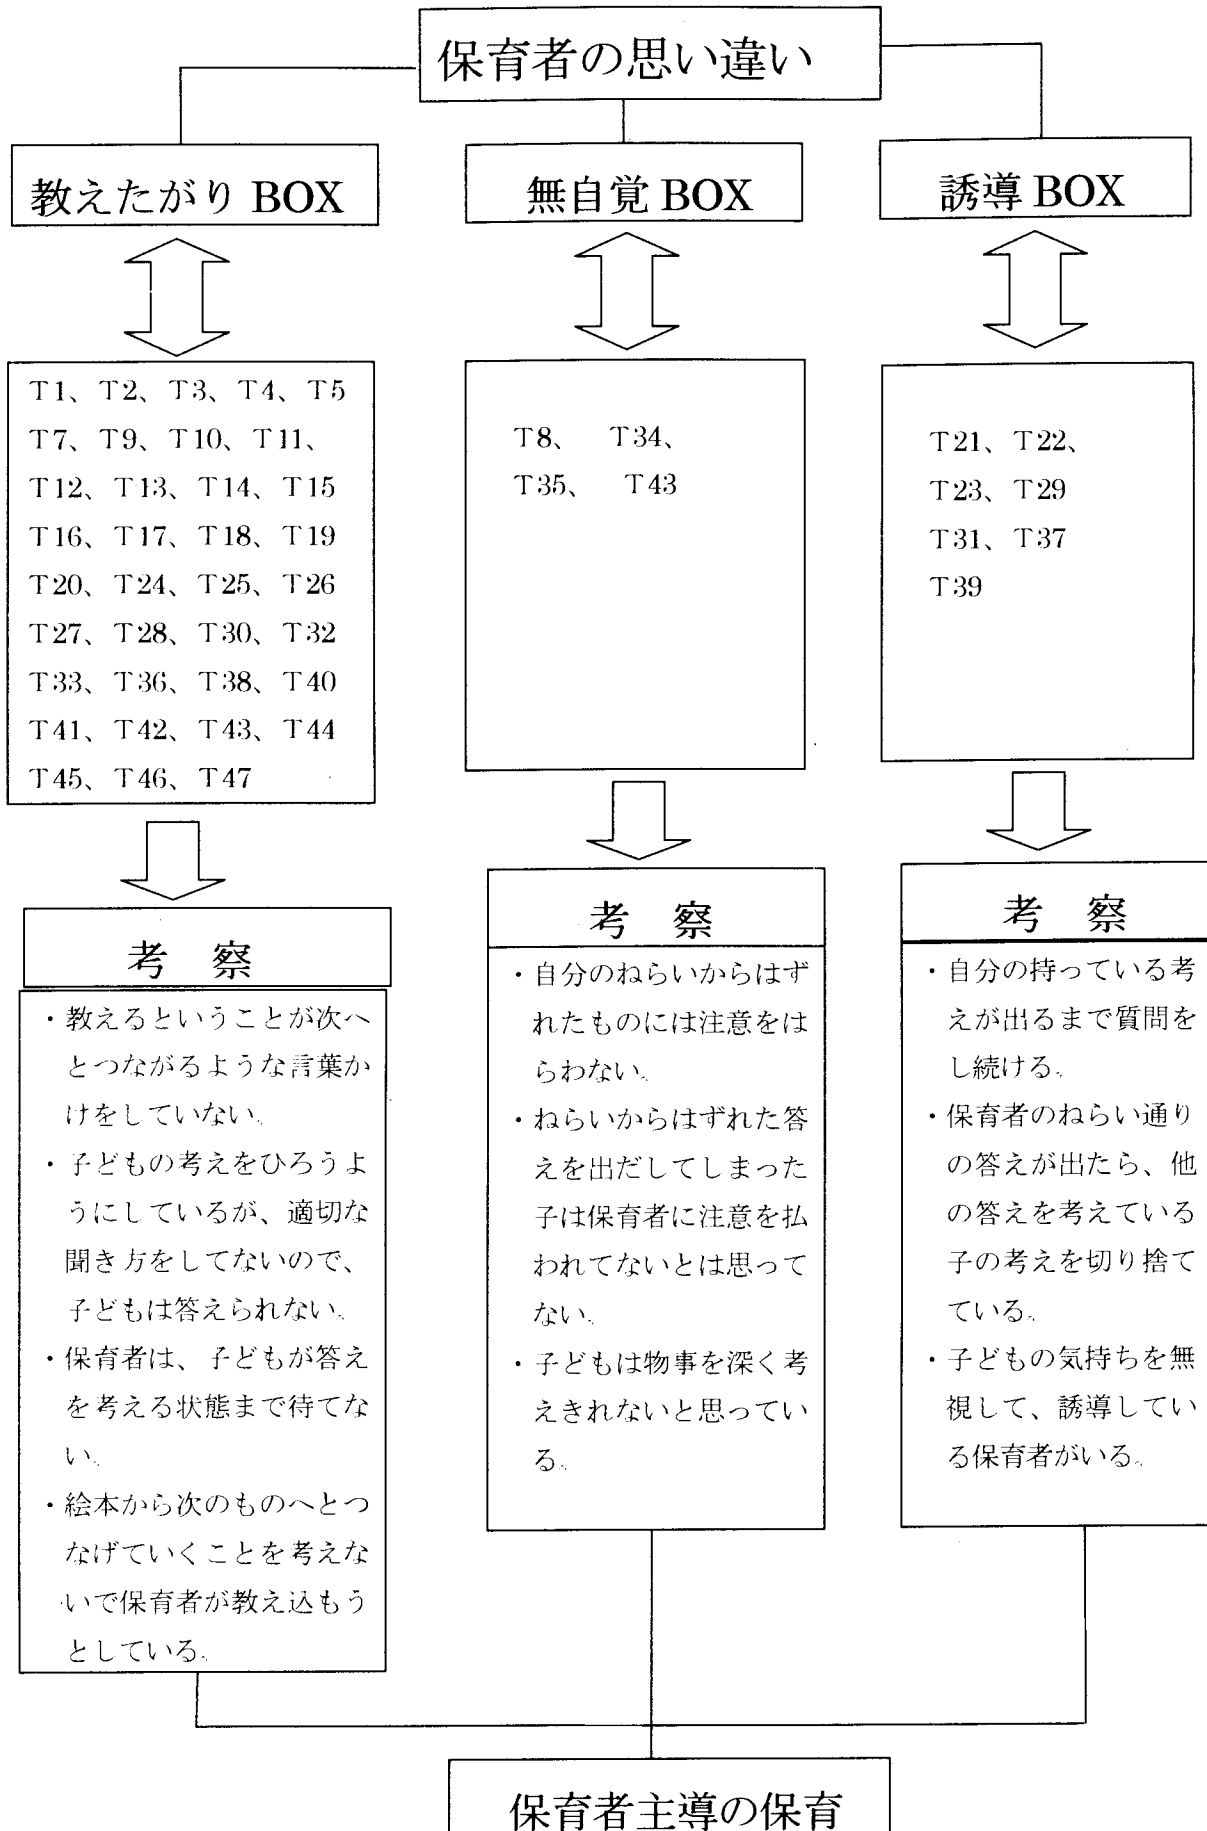 保育者の思い違い
教えたがり BOX
T1、T2、T3、T4、T5
T7、T9、T10、T11、
T12、T13、T14、T15
T16、T17、T18、T19
T20、T24、T25、T26
T27、T28、T30、T32
T33、T36、T38、T40
T41、T42、T43、T44
T45、T46、T47
考　察
・教えるということが次へ
とつながるような言葉か
けをしていない。
・子どもの考えをひろうよ
うにしているが、適切な
聞き方をしてないので、
子どもは答えられない。
・保育者は、子どもが答え
を考える状態まで待てな
い。
・絵本から次のものへとつ
なげていくことを考えな
いで保育者が教え込もう
としている。
無自覚 BOX
T8、　T34、
T35、　T43
考　察
・自分のねらいからはず
れたものには注意をは
らわない。
・ねらいからはずれた答
えを出だしてしまった
子は保育者に注意を払
われてないとは思って
ない。
・子どもは物事を深く考
えきれないと思ってい
る。
誘導 BOX
T21、T22、
T23、T29
T31、T37
T39
考　察
・自分の持っている考
えが出るまで質問を
し続ける。
・保育者のねらい通り
の答えが出たら、他
の答えを考えている
子の考えを切り捨て
ている。
・子どもの気持ちを無
視して、誘導してい
る保育者がいる。
保育者主導の保育